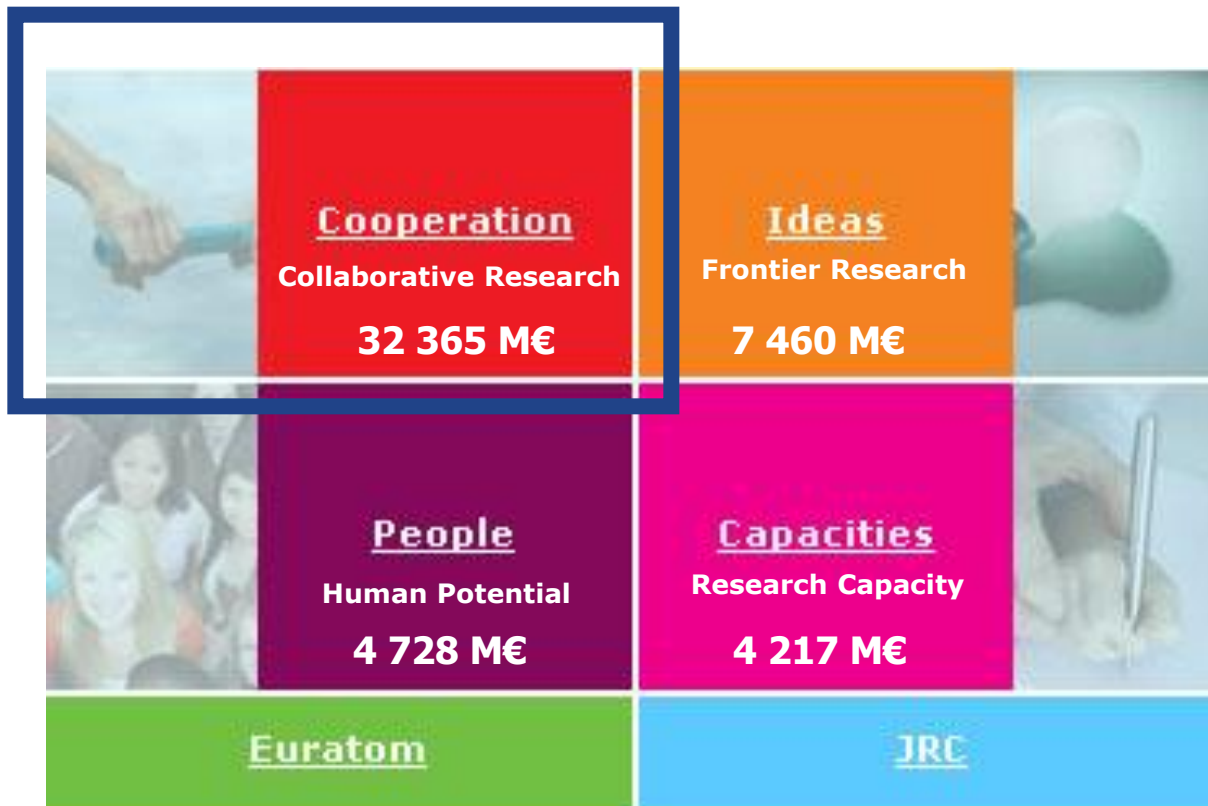 Cooperation
Collaborative Research
32 365 M€
Ideas
Frontier Research
7 460 M€
People
Human Potential
4 728 M€
Capacities
Research Capacity
4 217 M€
Euratom
JRC